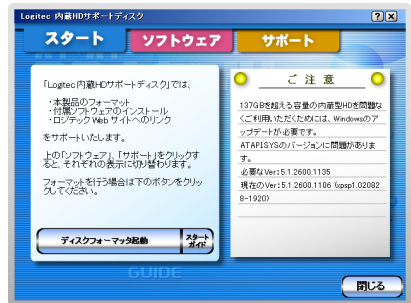 Logitec 内蔵HDサポートディスク
スタート
ソフトウェア
サポート
「Logitec内蔵HDサポートディスク」では、
・本製品のフォーマット
・付属ソフトウェアのインストール
・ロジテックWebサイトへのリンク
をサポートいたします。
上の「ソフトウェア」、「サポート」をクリックす
ると、それぞれの表示に切り替わります。
フォーマットを行う場合は下のボタンをクリッ
クしてください。
ディスクフォーマッタ起動
スタート
ガイド
ご 注 意
137GBを超える容量の内蔵型HDを問題な
くご利用いただくためには、Windowsのア
ップデートが必要です。
ATAPISYSのバージョンに問題がありま
す。
必要なVer:5.1.2600.1135
現在のVer:5.1.2600.1106 (xpsp1.02082
8-1920)
GUIDE
閉じる